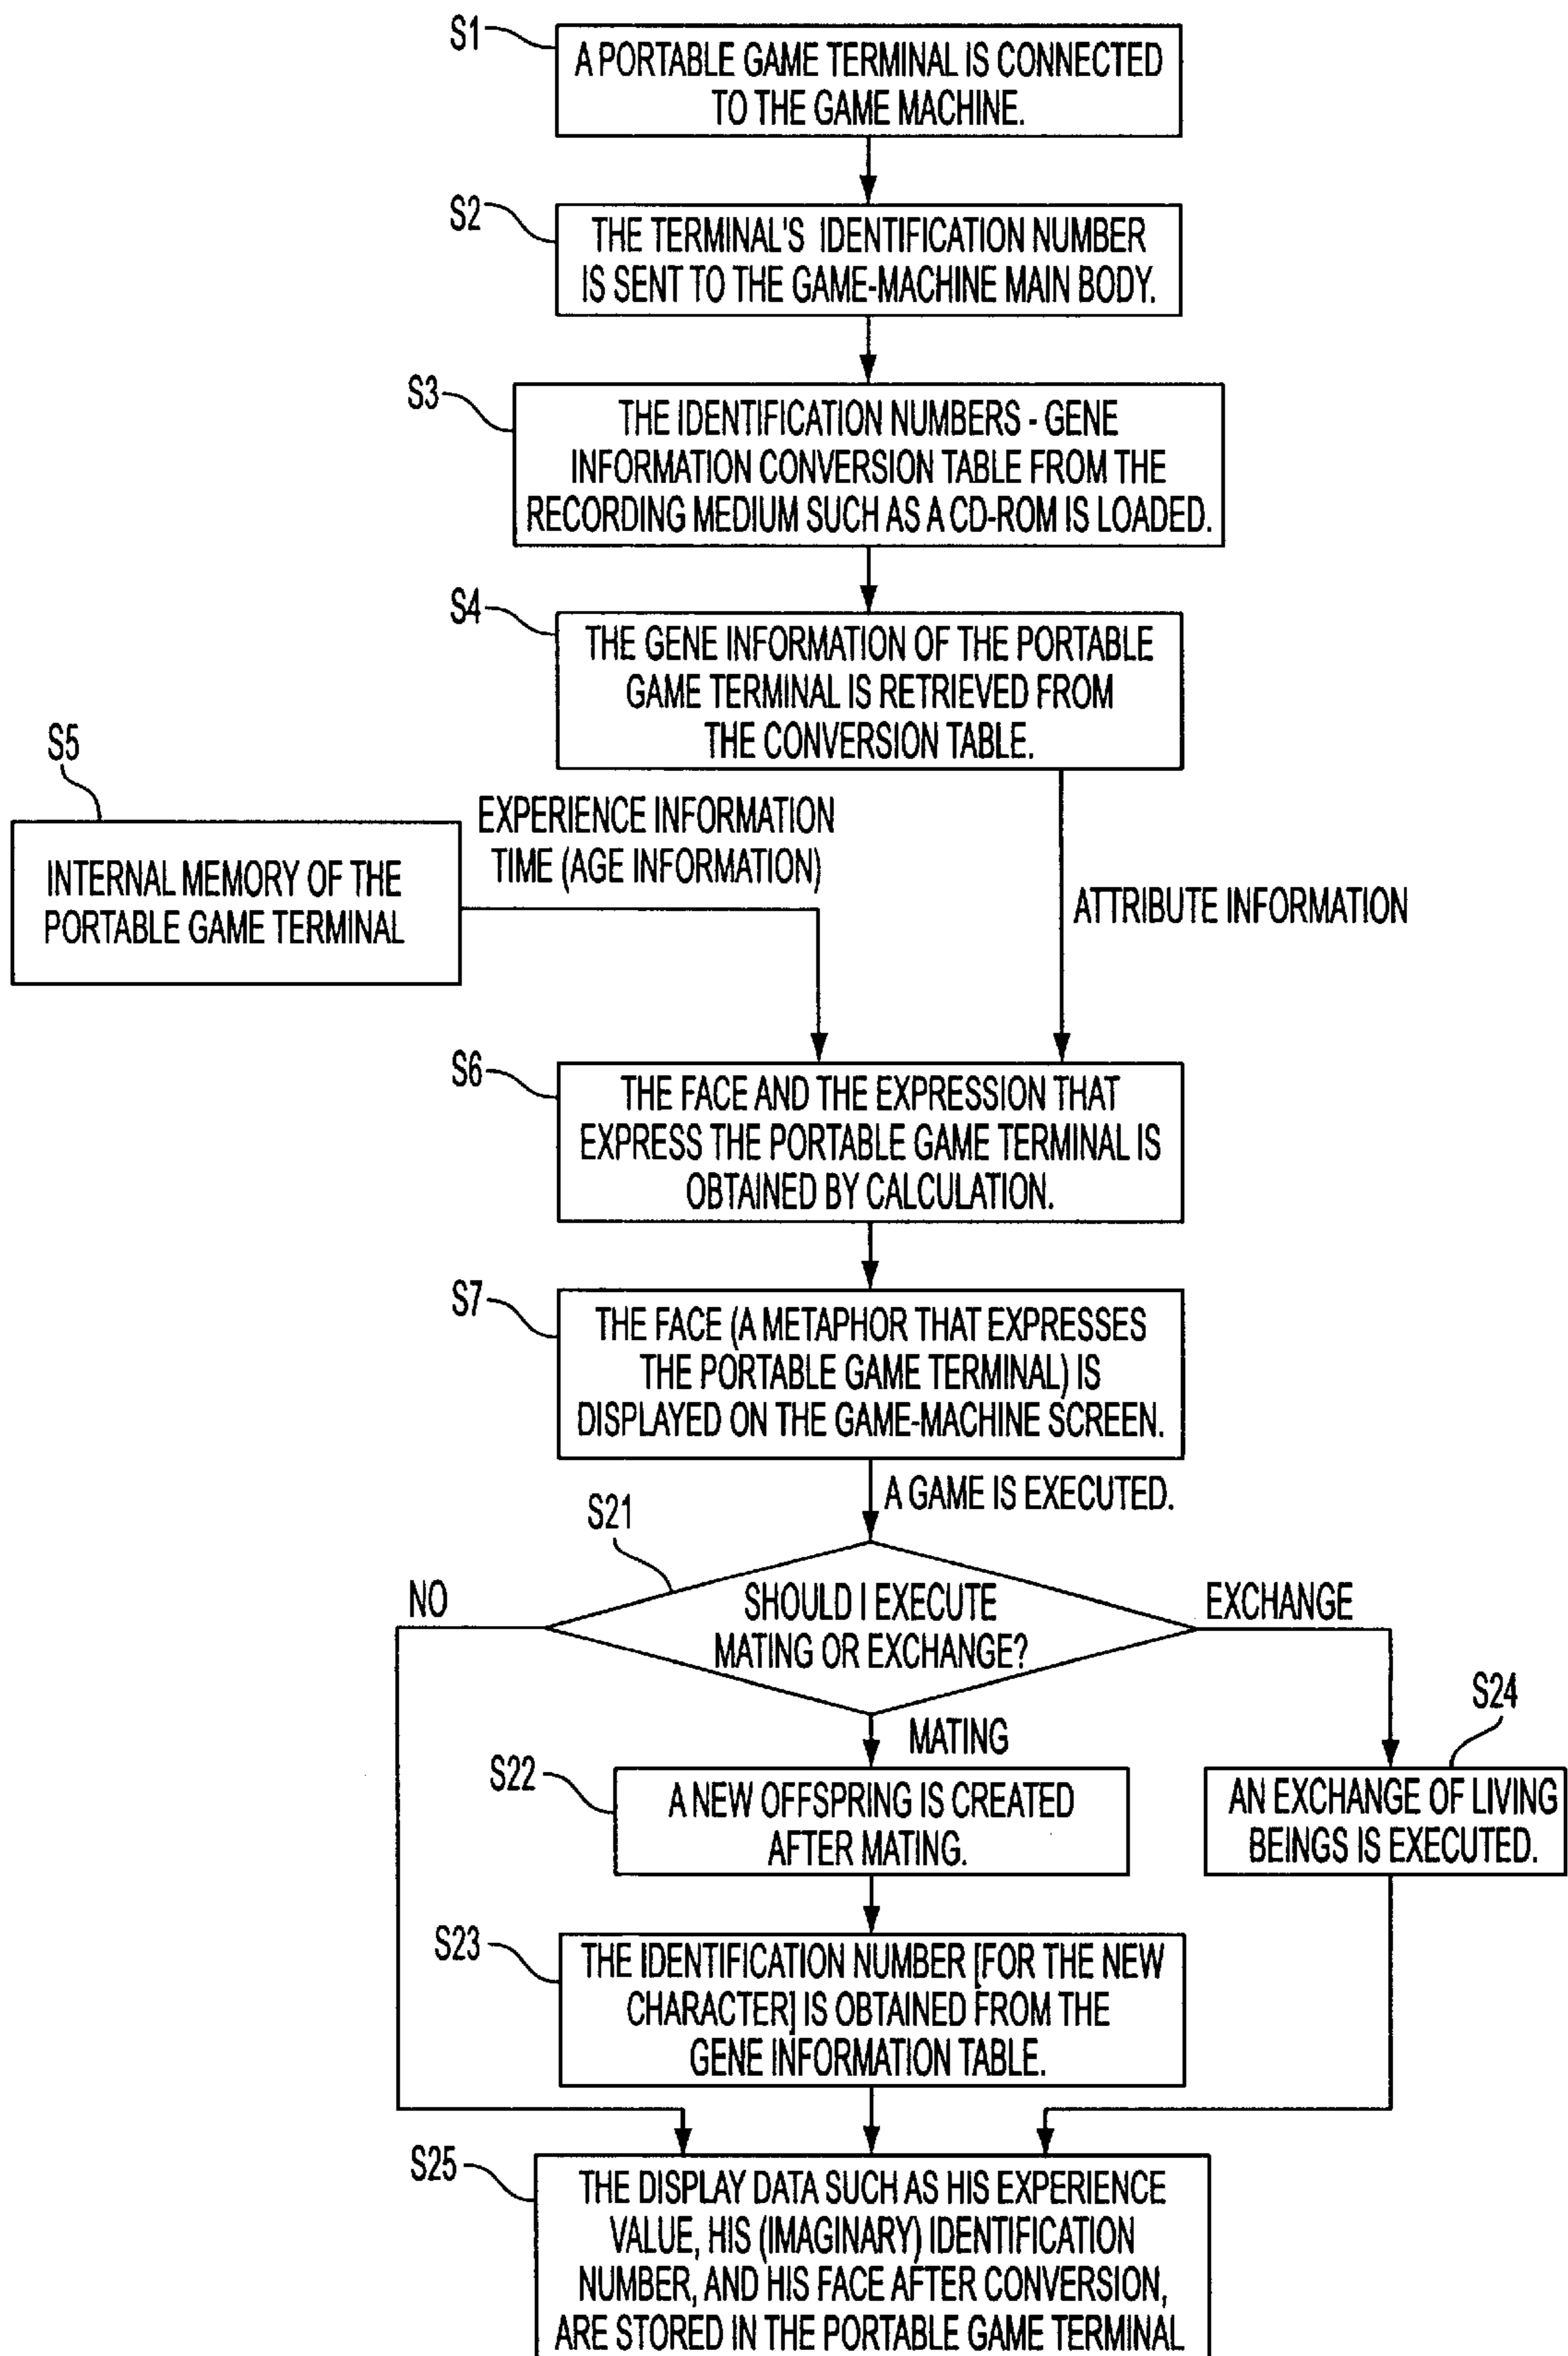 S1
A PORTABLE GAME TERMINAL IS CONNECTED
TO THE GAME MACHINE.
S2
THE TERMINAL'S IDENTIFICATION NUMBER
IS SENT TO THE GAME-MACHINE MAIN BODY.
S3
THE IDENTIFICATION NUMBERS - GENE
INFORMATION CONVERSION TABLE FROM THE
RECORDING MEDIUM SUCH AS A CD-ROM IS LOADED.
S4
THE GENE INFORMATION OF THE PORTABLE
GAME TERMINAL IS RETRIEVED FROM
THE CONVERSION TABLE.
S5
INTERNAL MEMORY OF THE
PORTABLE GAME TERMINAL
EXPERIENCE INFORMATION
TIME (AGE INFORMATION)
ATTRIBUTE INFORMATION
S6
THE FACE AND THE EXPRESSION THAT
EXPRESS THE PORTABLE GAME TERMINAL IS
OBTAINED BY CALCULATION.
S7
THE FACE (A METAPHOR THAT EXPRESSES
THE PORTABLE GAME TERMINAL) IS
DISPLAYED ON THE GAME-MACHINE SCREEN.
A GAME IS EXECUTED.
S21
NO
SHOULD I EXECUTE
MATING OR EXCHANGE?
EXCHANGE
MATING
S22
A NEW OFFSPRING IS CREATED
AFTER MATING.
S24
AN EXCHANGE OF LIVING
BEINGS IS EXECUTED.
S23
THE IDENTIFICATION NUMBER [FOR THE NEW
CHARACTER] IS OBTAINED FROM THE
GENE INFORMATION TABLE.
S25
THE DISPLAY DATA SUCH AS HIS EXPERIENCE
VALUE, HIS (IMAGINARY) IDENTIFICATION
NUMBER, AND HIS FACE AFTER CONVERSION,
ARE STORED IN THE PORTABLE GAME TERMINAL